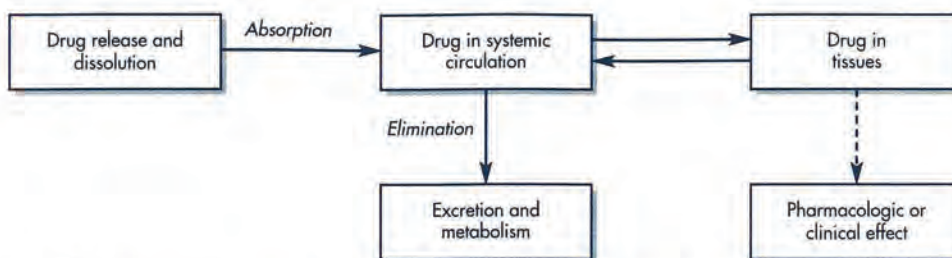 Drug release and
dissolution
Absorption
Drug in systemic
circulation
Drug in
tissues
Elimination
Excretion and
metabolism
Pharmacologic or
clinical effect